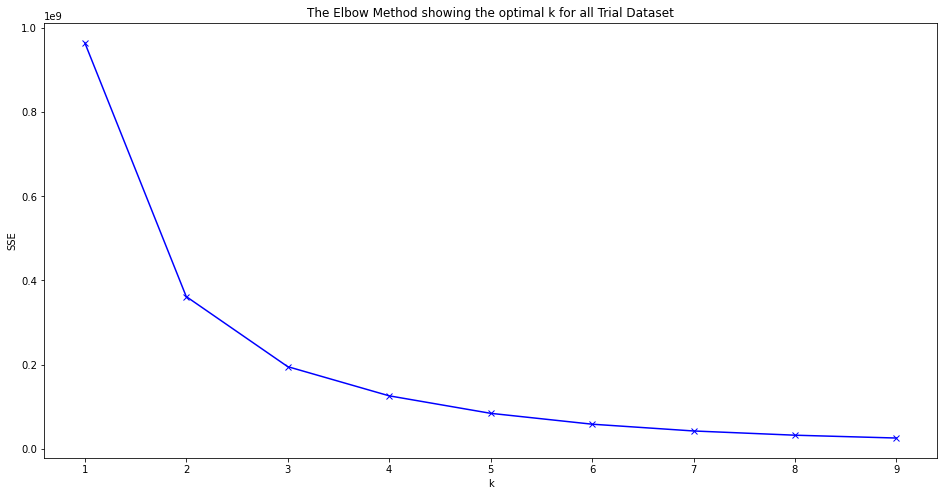 The Elbow Method showing the optimal k for all Trial Dataset
1e9
1.0
0.8
0.6
0.4
0.2
0.0
SSE
1 2 3 4 5 6 7 8 9
k